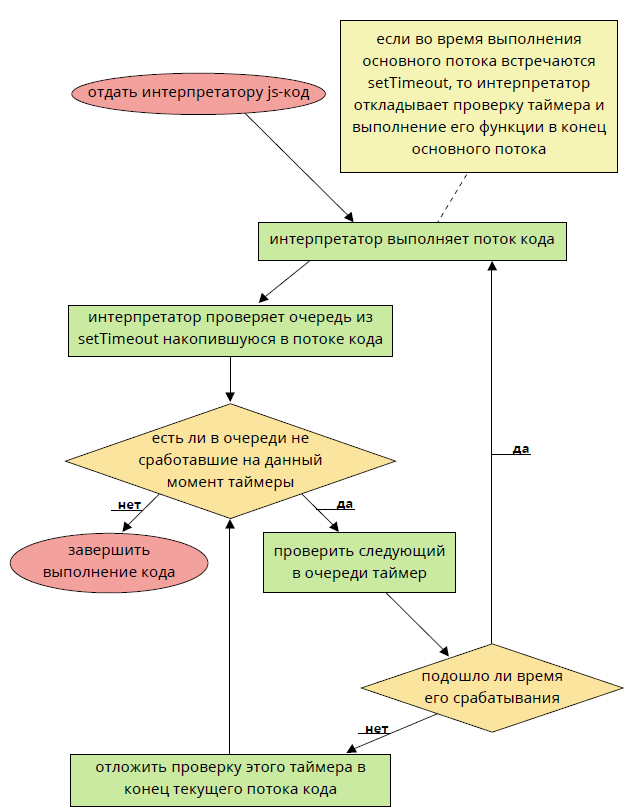 если во время выполнения
основного потока встречаются
setTimeout, то интерпретатор
откладывает проверку таймера и
выполнение его функции в конец
основного потока
отдать интерпретатору js-код
интерпретатор выполняет поток кода
интерпретатор проверяет очередь из
setTimeout накопившуюся в потоке кода
есть ли в очереди не
сработавшие на данный
момент таймеры
да
нет
да
завершить
выполнение кода
проверить следующий
в очереди таймер
подошло ли время
его срабатывания
нет
отложить проверку этого таймера в
конец текущего потока кода